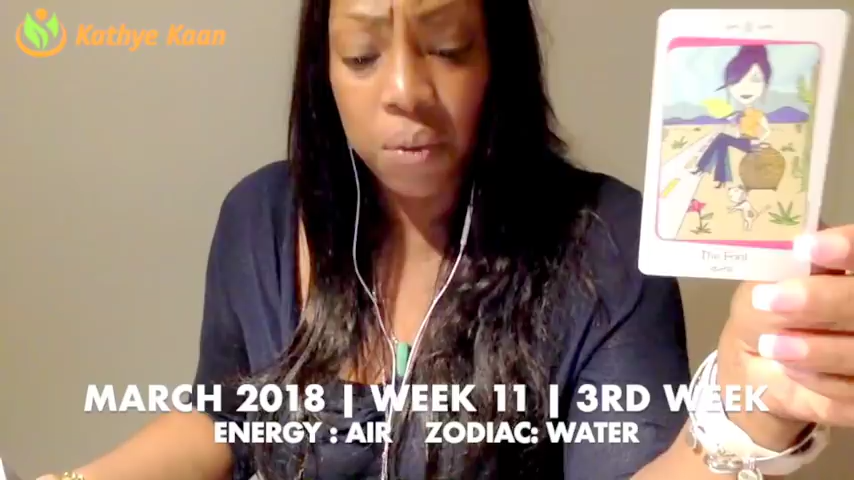 Kathye Kaan
The Fool
MARCH 2018 | WEEK 11 | 3RD WEEK
ENERGY : AIR ZODIAC: WATER